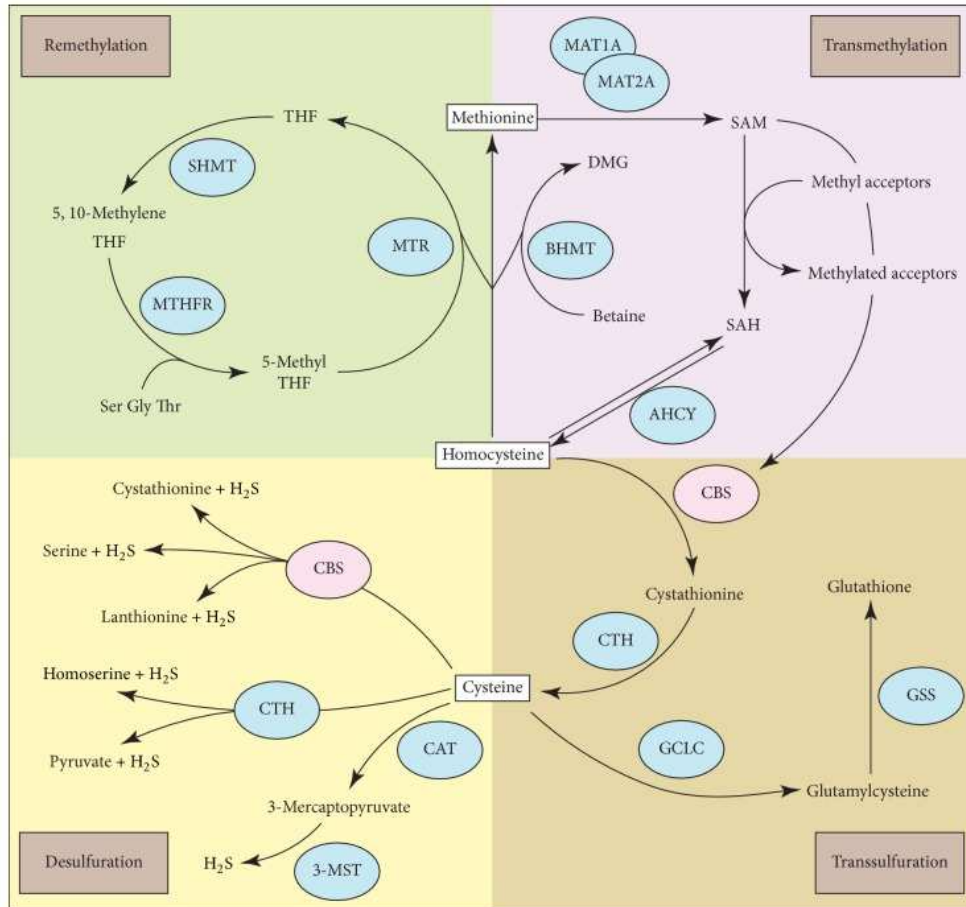 Remethylation
Transmethylation
MAT1A
MAT2A
THF
Methionine
SAM
SHMT
DMG
Methyl acceptors
5, 10-Methylene
THF
MTR
BHMT
Methylated acceptors
MTHFR
Betaine
SAH
5-Methyl
THF
Ser Gly Thr
AHCY
Homocysteine
CBS
Cystathionine + H₂S
Serine + H₂S
CBS
Lanthionine + H₂S
Cystathionine
Glutathione
CTH
Homoserine + H₂S
Cysteine
GSS
CTH
CAT
GCLC
Pyruvate + H₂S
3-Mercaptopyruvate
Glutamylcysteine
Desulfuration
H₂S
3-MST
Transsulfuration